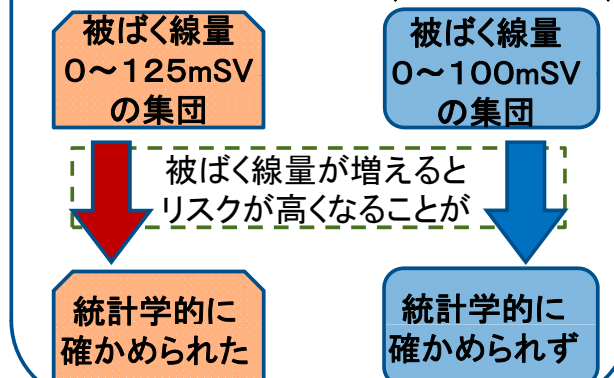 被ばく線量
0～125mSV
の集団
被ばく線量
0～100mSV
の集団
被ばく線量が増えると
リスクが高くなることが
統計学的に
確かめられた
統計学的に
確かめられず